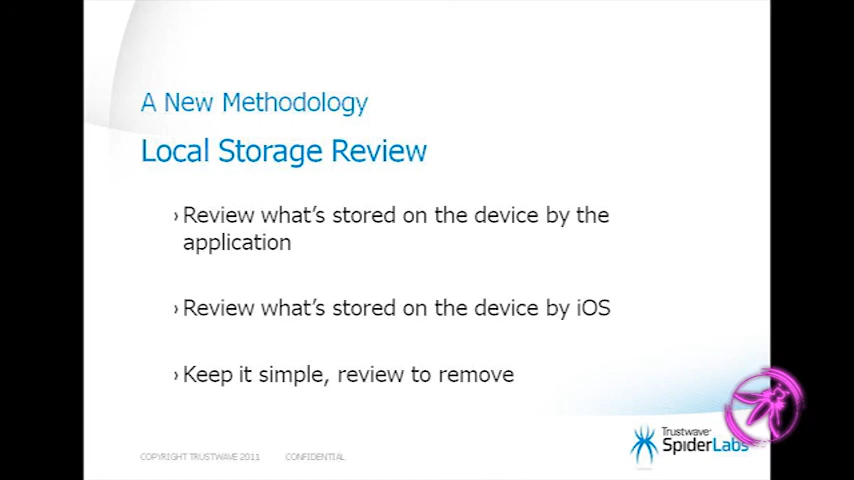 A New Methodology
Local Storage Review
› Review what's stored on the device by the
application
› Review what's stored on the device by iOS
› Keep it simple, review to remove
Trustwave®
SpiderLabs
COPYRIGHT TRUSTWAVE 2011 CONFIDENTIAL